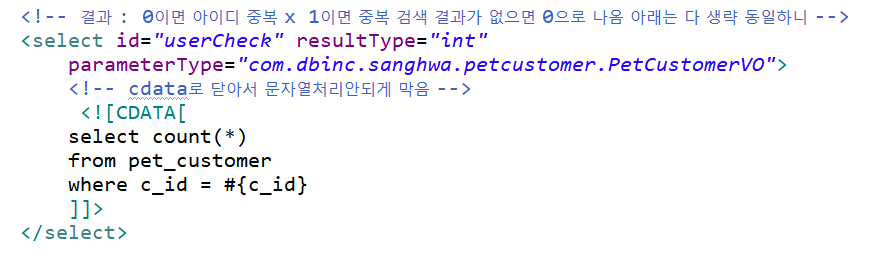 <!-- 결과 : 0이면 아이디 중복 x 1이면 중복 검색 결과가 없으면 0으로 나옴 아래는 다 생략 동일하니 -->
<select id="userCheck" resultType="int"
parameterType="com.dbinc.sanghwa.petcustomer.PetCustomerVO">
<!-- cdata로 닫아서 문자열처리안되게 막음 -->
<![CDATA[
select count(*)
from pet_customer
where c_id = #{c_id}
]]>
</select>